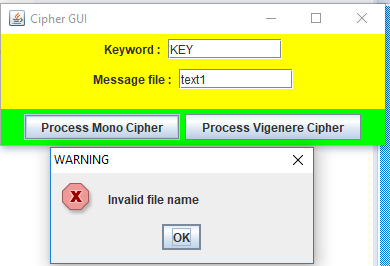 Cipher GUI
Keyword : KEY
Message file : text1
Process Mono Cipher Process Vigenere Cipher
WARNING
X Invalid file name
OK